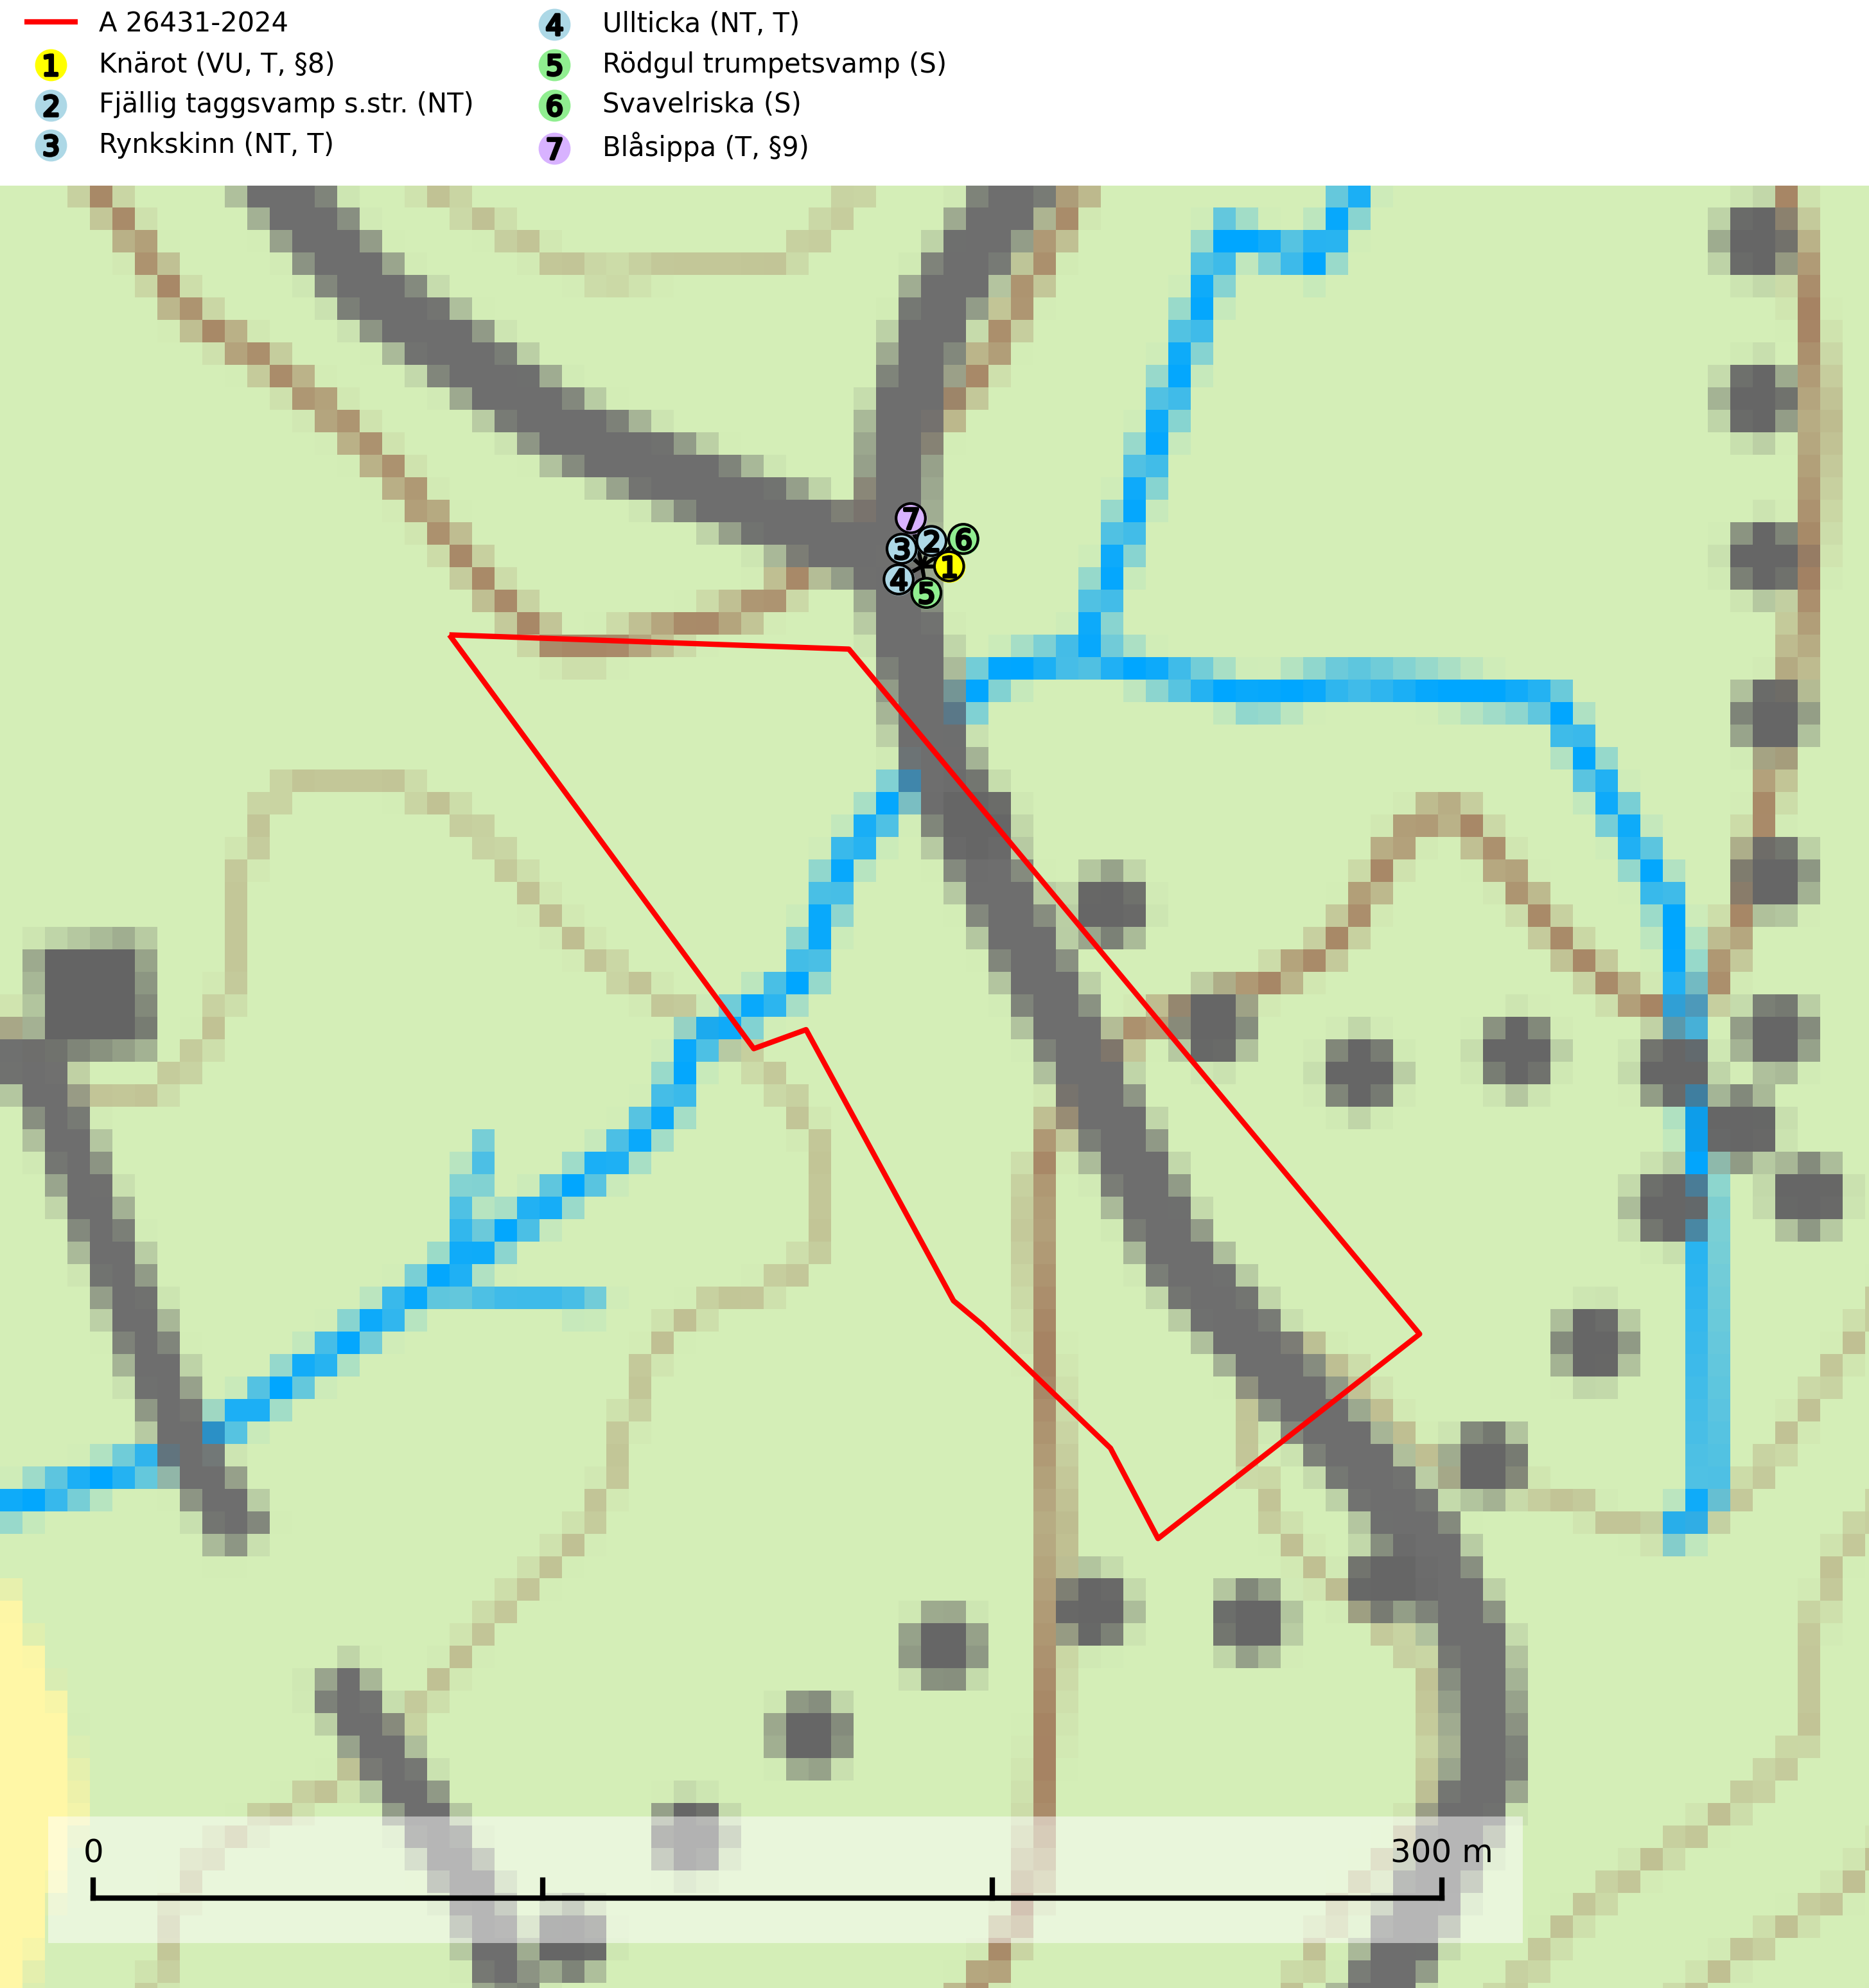 A 26431-2024
1 Knärot (VU, T, §8)
2 Fjällig taggsvamp s.str. (NT)
3 Rynkskinn (NT, T)
4 Ullticka (NT, T)
5 Rödgul trumpetsvamp (S)
6 Svavelriska (S)
7 Blåsippa (T, §9)
7
3 2 6
4 1
5
0 300 m